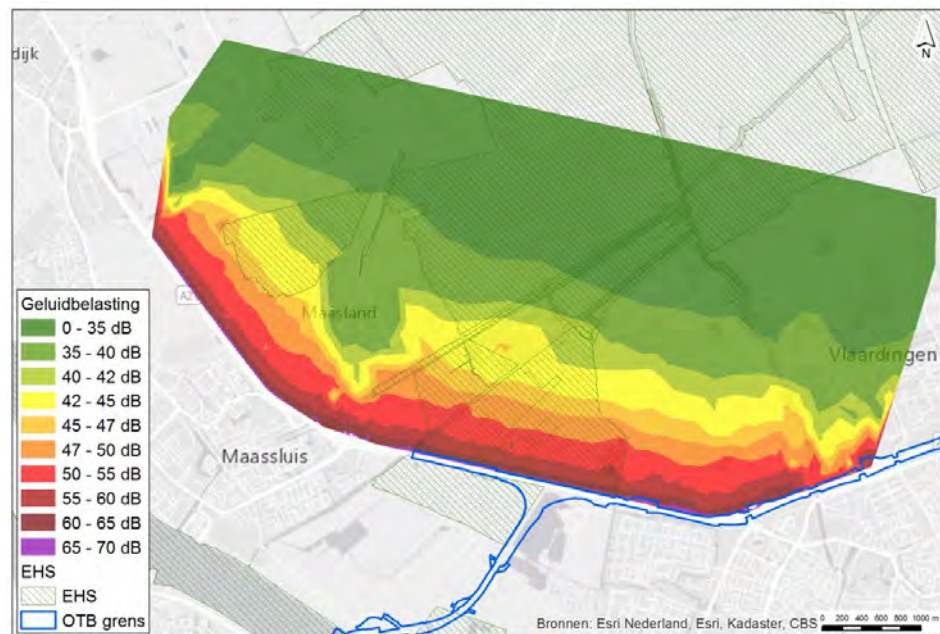 dijk
N
A2
Maasland
Vlaardingen
Maassluis
Geluidbelasting
0 - 35 dB
35 - 40 dB
40 - 42 dB
42 - 45 dB
45 - 47 dB
47 - 50 dB
50 - 55 dB
55 - 60 dB
60 - 65 dB
65 - 70 dB
EHS
EHS
OTB grens
Bronnen: Esri Nederland, Esri, Kadaster, CBS
0 200 400 600 800 1000 m